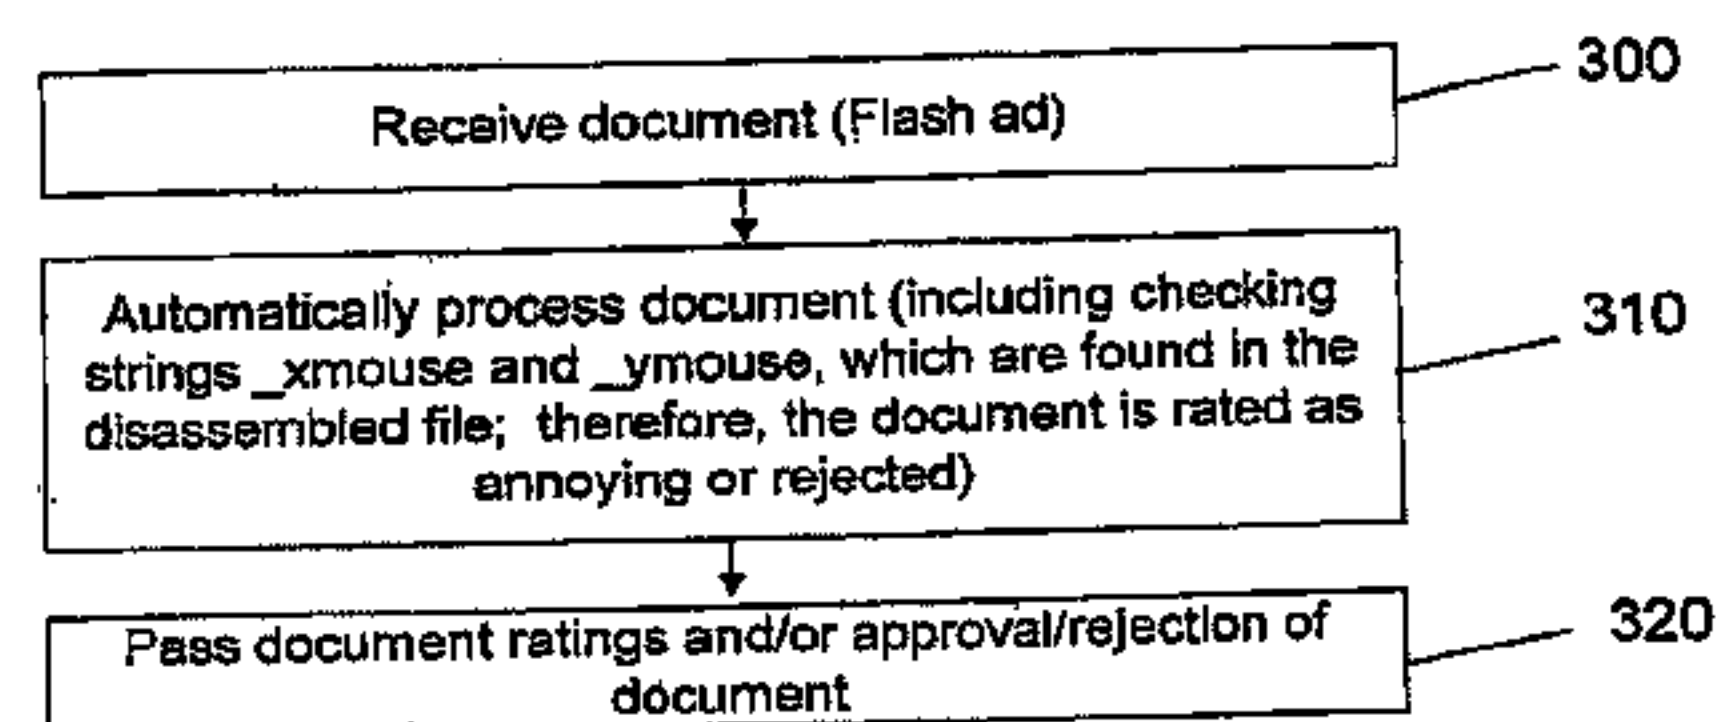 300
Receive document (Flash ad)
310
Automatically process document (including checking
strings _xmouse and _ymouse, which are found in the
disassembled file; therefore, the document is rated as
annoying or rejected)
320
Pass document ratings and/or approval/rejection of
document